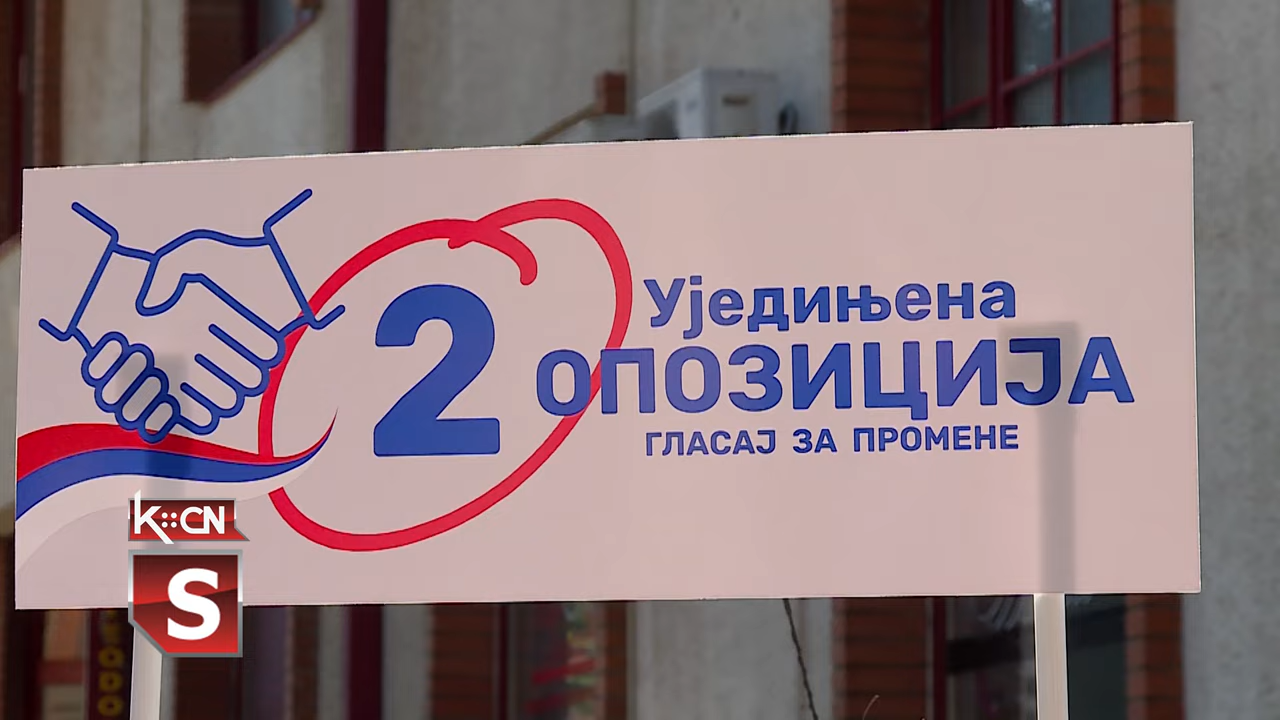 2
Уједињена
ОПОЗИЦИЈА
ГЛАСАЈ ЗА ПРОМЕНЕ
K::CN
S